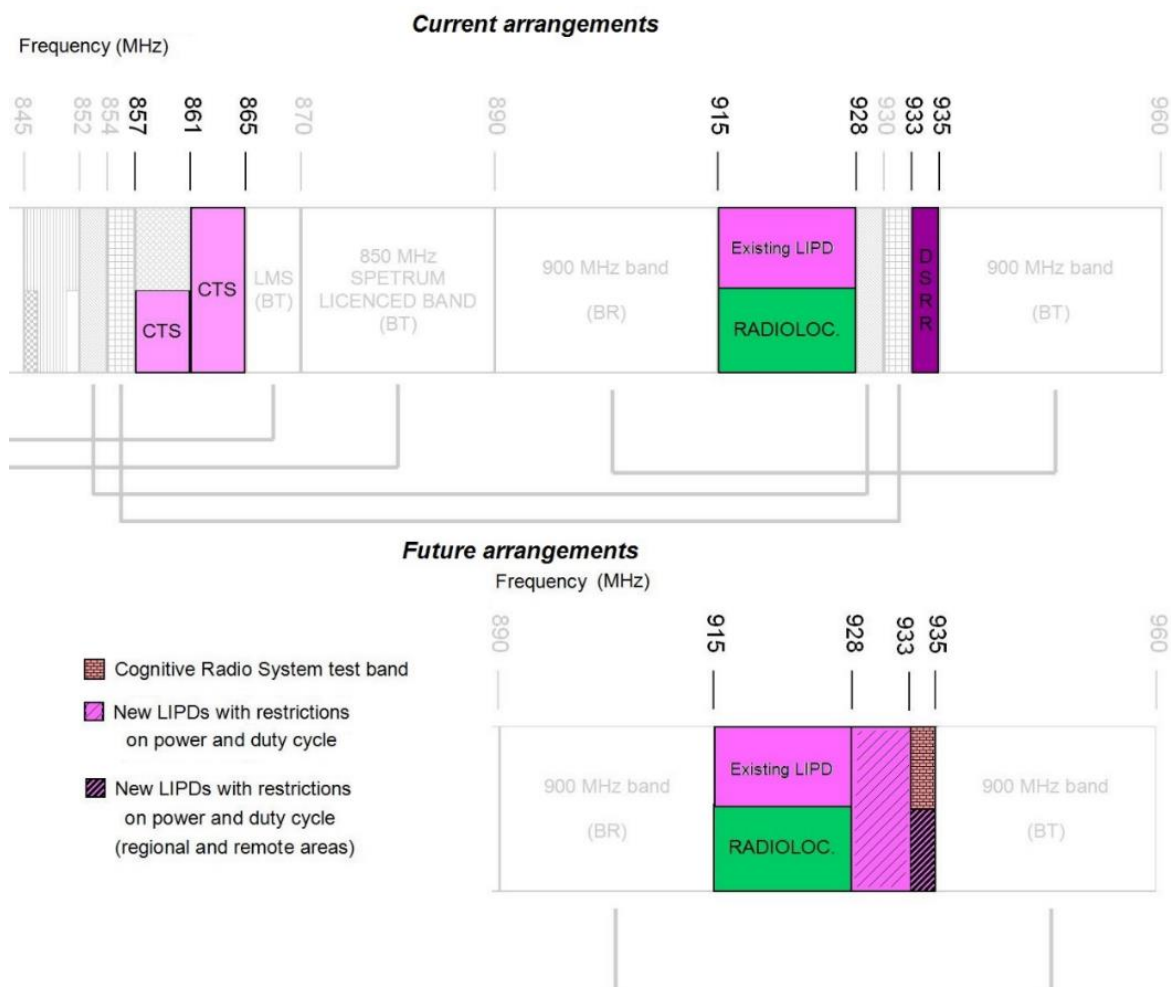 Current arrangements
Frequency (MHz)
845 852 854 857 861 865 870 890 915 928 930 933 935 960
CTS
CTS
LMS
(BT)
850 MHz
SPETRUM
LICENCED BAND
(BT)
900 MHz band
(BR)
Existing LIPD
RADIOLOC.
DSRR
900 MHz band
(BT)
Future arrangements
Frequency (MHz)
890 915 928 933 935 960
Cognitive Radio System test band
New LIPDs with restrictions
on power and duty cycle
New LIPDs with restrictions
on power and duty cycle
(regional and remote areas)
900 MHz band
(BR)
Existing LIPD
RADIOLOC.
900 MHz band
(BT)